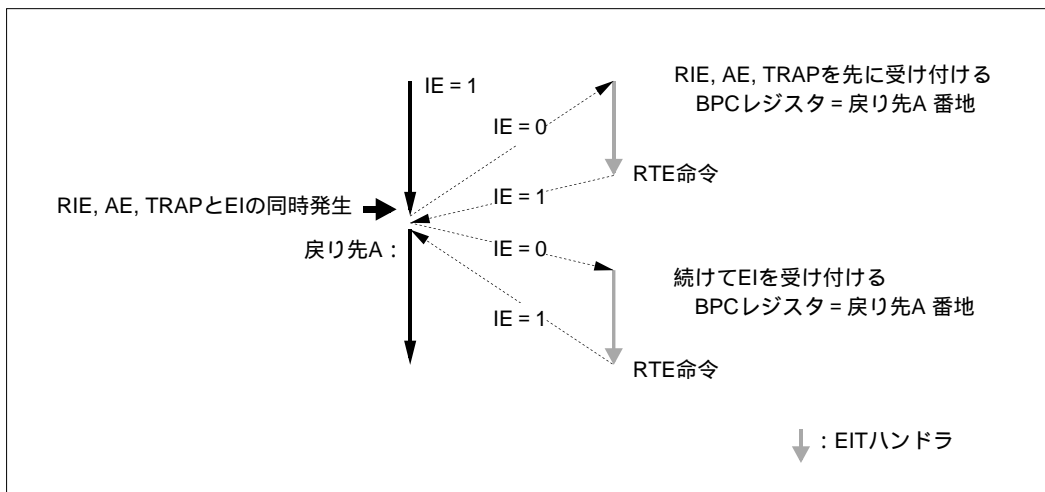 IE = 1
RIE, AE, TRAPを先に受け付ける
BPCレジスタ = 戻り先A 番地
IE = 0
RTE命令
IE = 1
RIE, AE, TRAPとEIの同時発生
戻り先A :
IE = 0
続けてEIを受け付ける
BPCレジスタ = 戻り先A 番地
IE = 1
RTE命令
: EITハンドラ